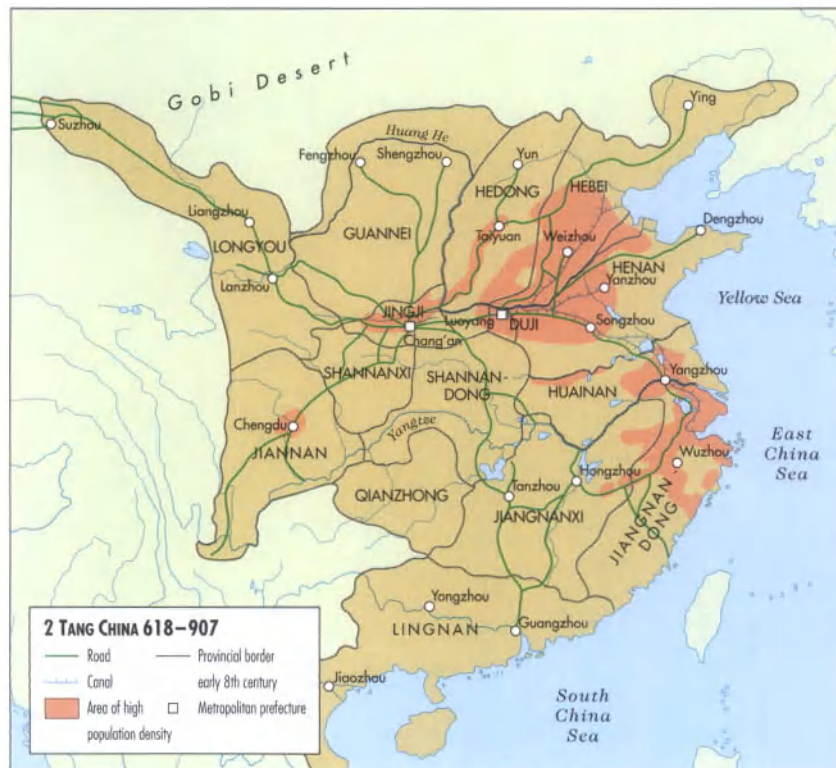 Gobi Desert
Ying
Suzhou
Huang He
Fengzhou
Shengzhou
Yun
HEDONG
HEBEI
Liangzhou
Dengzhou
LONGYOU
GUANNEI
Taiyuan
Weizhou
HENAN
Lanzhou
Yanzhou
Yellow Sea
JINGJI
Luoyang
DUJI
Songzhou
Chang'an
SHANNANXI
SHANNAN-
DONG
HUAINAN
Yangzhou
Chengdu
Yangtze
JIANNAN
East
China
Sea
Wuzhou
Hongzhou
QIANZHONG
Tanzhou
JIANGNANXI
JIANGNAN-
DONG
Yongzhou
LINGNAN
Guangzhou
Jiaozhou
South
China
Sea
2 TANG CHINA 618–907
Road
Provincial border
early 8th century
Canal
Area of high
population density
Metropolitan prefecture